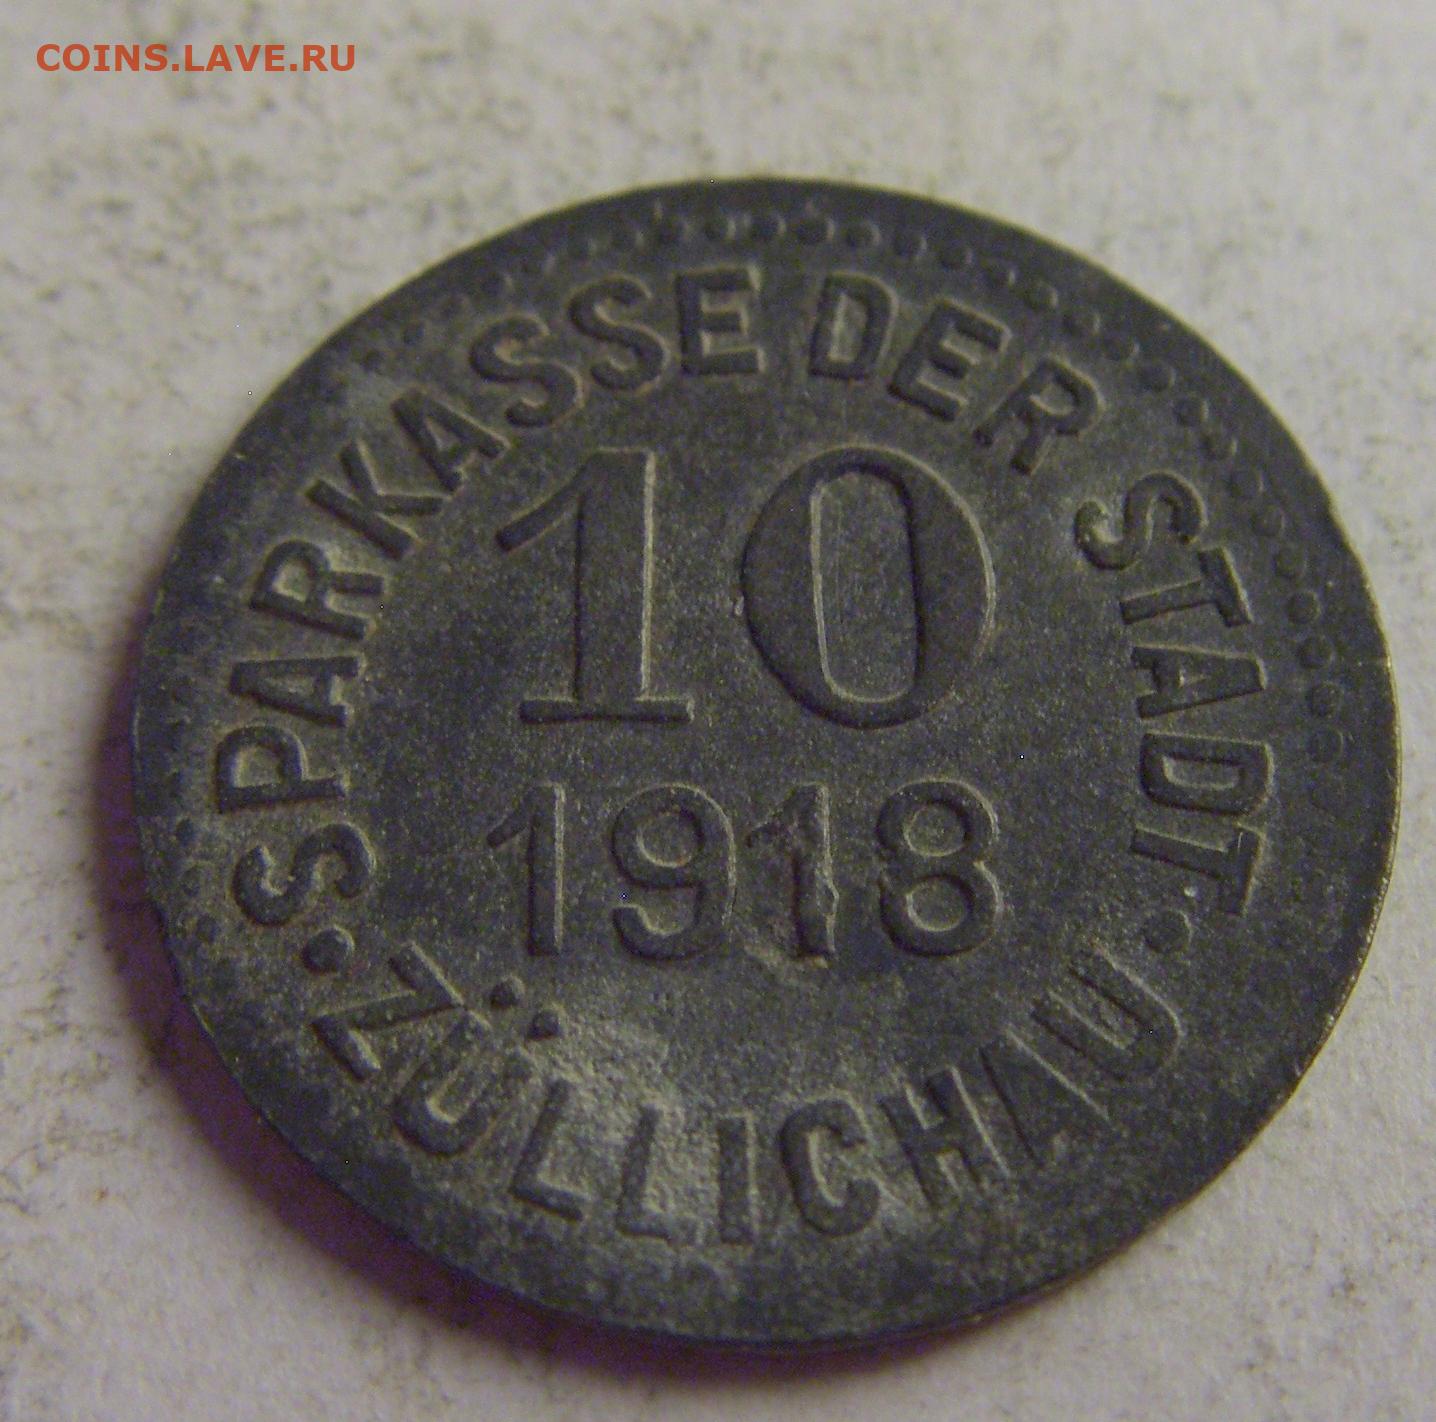 COINS.LAVE.RU
SPARKASSE DER STADT
10
1918
ZÜLLICHAU